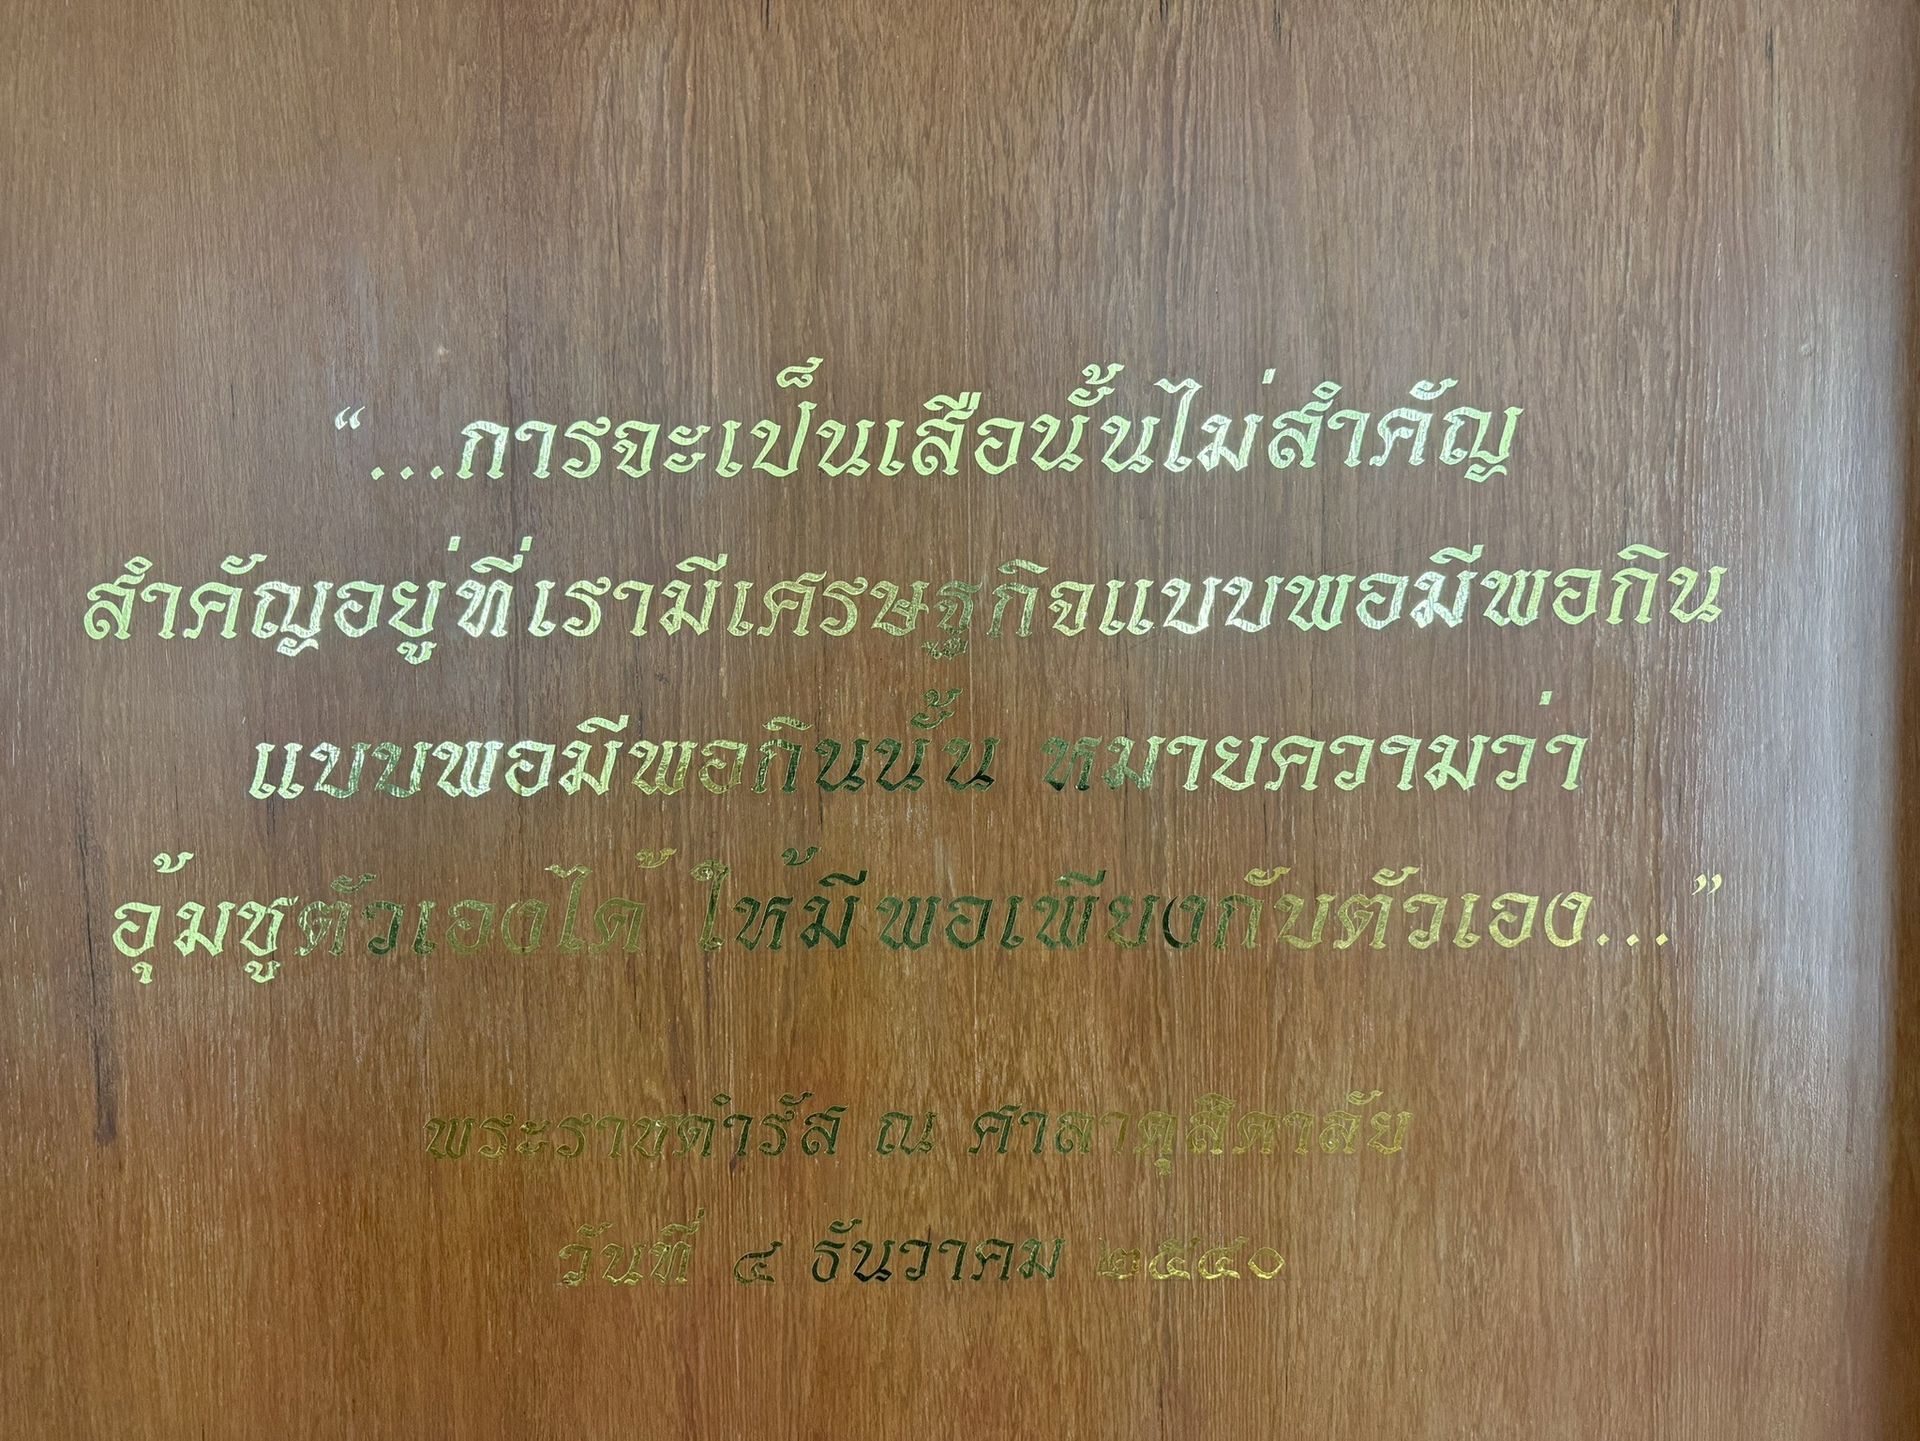 “...การจะเป็นเสือนั้นไม่สำคัญ
สำคัญอยู่ที่เรามีเศรษฐกิจแบบพอมีพอกิน
แบบพอมีพอกินนั้น หมายความว่า
อุ้มชูตัวเองได้ ให้มีพอเพียงกับตัวเอง...”
พระราชดำรัส ณ ศาลาดุสิดาลัย
วันที่ ๔ ธันวาคม ๒๕๔๐